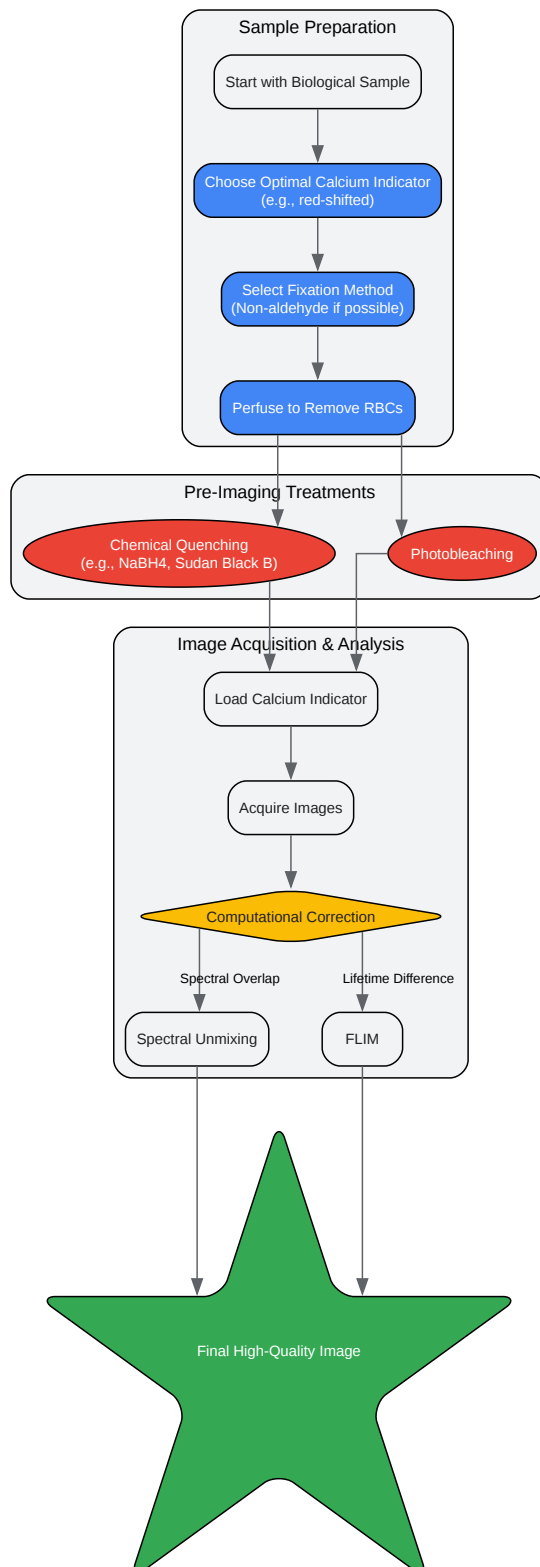 Sample Preparation
Start with Biological Sample
Choose Optimal Calcium Indicator
(e.g., red-shifted)
Select Fixation Method
(Non-aldehyde if possible)
Perfuse to Remove RBCs
Pre-Imaging Treatments
Chemical Quenching
(e.g., NaBH4, Sudan Black B)
Photobleaching
Image Acquisition & Analysis
Load Calcium Indicator
Acquire Images
Computational Correction
Spectral Overlap
Lifetime Difference
Spectral Unmixing
FLIM
Final High-Quality Image